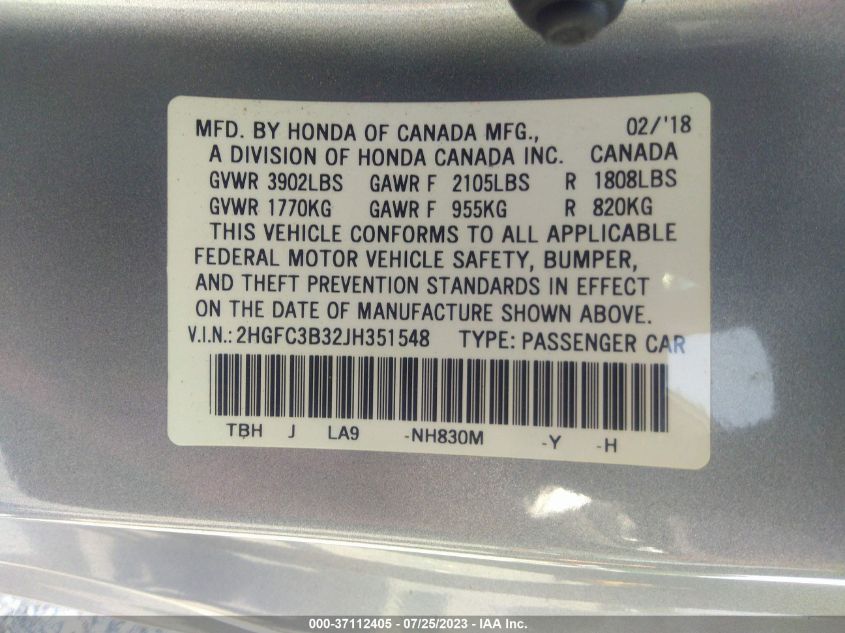 MFD. BY HONDA OF CANADA MFG., 02/'18
A DIVISION OF HONDA CANADA INC. CANADA
GVWR 3902LBS GAWR F 2105LBS R 1808LBS
GVWR 1770KG GAWR F 955KG R 820KG
THIS VEHICLE CONFORMS TO ALL APPLICABLE
FEDERAL MOTOR VEHICLE SAFETY, BUMPER,
AND THEFT PREVENTION STANDARDS IN EFFECT
ON THE DATE OF MANUFACTURE SHOWN ABOVE.
V.I.N.: 2HGFC3B32JH351548 TYPE: PASSENGER CAR
TBH J LA9 -NH830M -Y -H
000-37112405 - 07/25/2023 - IAA Inc.